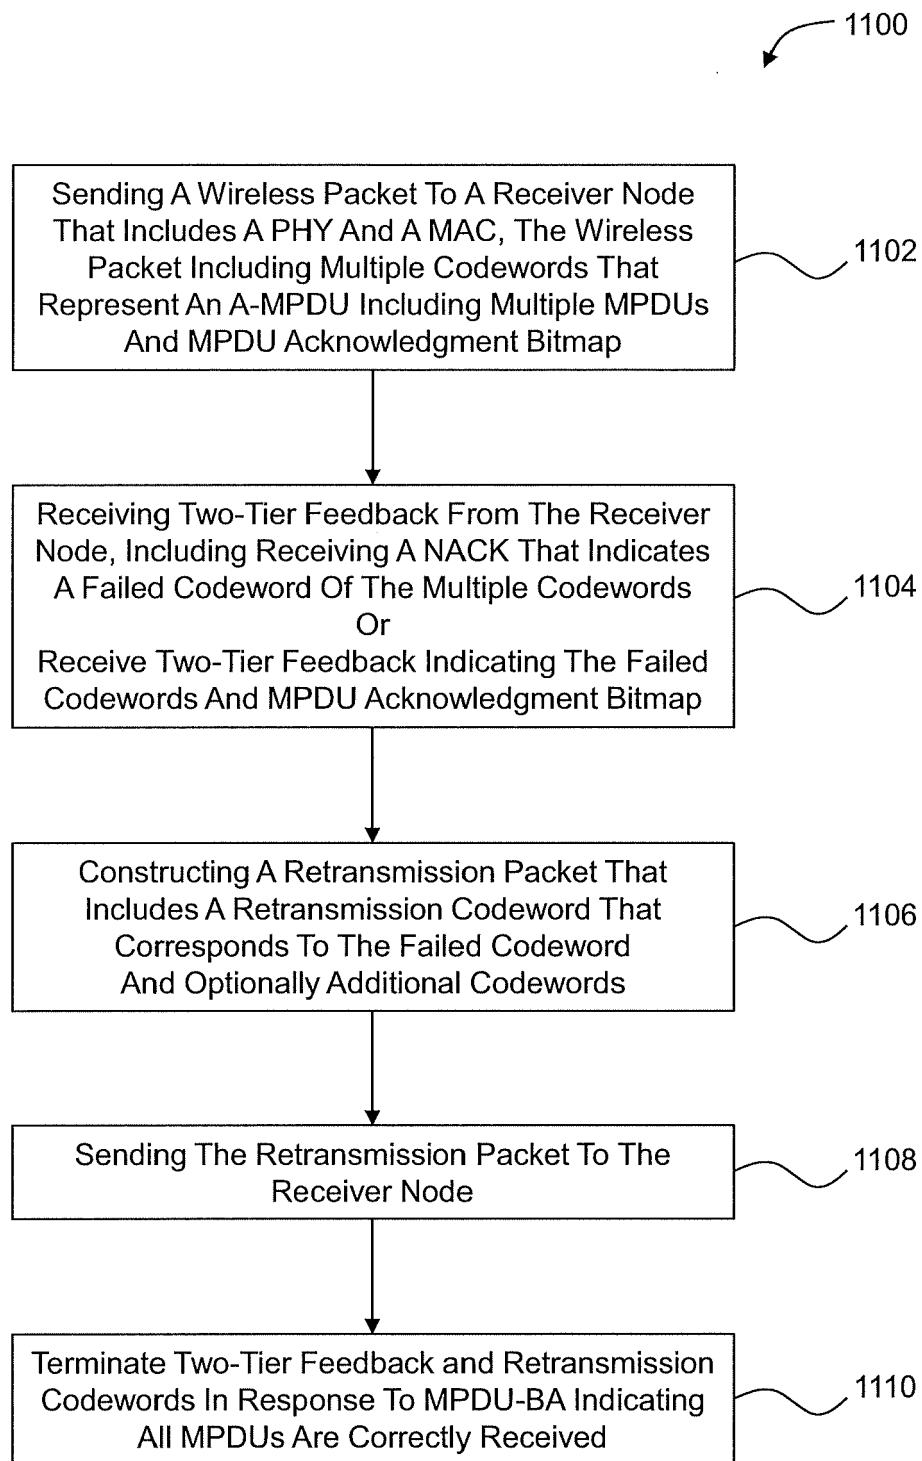 1100
Sending A Wireless Packet To A Receiver Node
That Includes A PHY And A MAC, The Wireless
Packet Including Multiple Codewords That
Represent An A-MPDU Including Multiple MPDUs
And MPDU Acknowledgment Bitmap
1102
Receiving Two-Tier Feedback From The Receiver
Node, Including Receiving A NACK That Indicates
A Failed Codeword Of The Multiple Codewords
Or
Receive Two-Tier Feedback Indicating The Failed
Codewords And MPDU Acknowledgment Bitmap
1104
Constructing A Retransmission Packet That
Includes A Retransmission Codeword That
Corresponds To The Failed Codeword
And Optionally Additional Codewords
1106
Sending The Retransmission Packet To The
Receiver Node
1108
Terminate Two-Tier Feedback and Retransmission
Codewords In Response To MPDU-BA Indicating
All MPDUs Are Correctly Received
1110